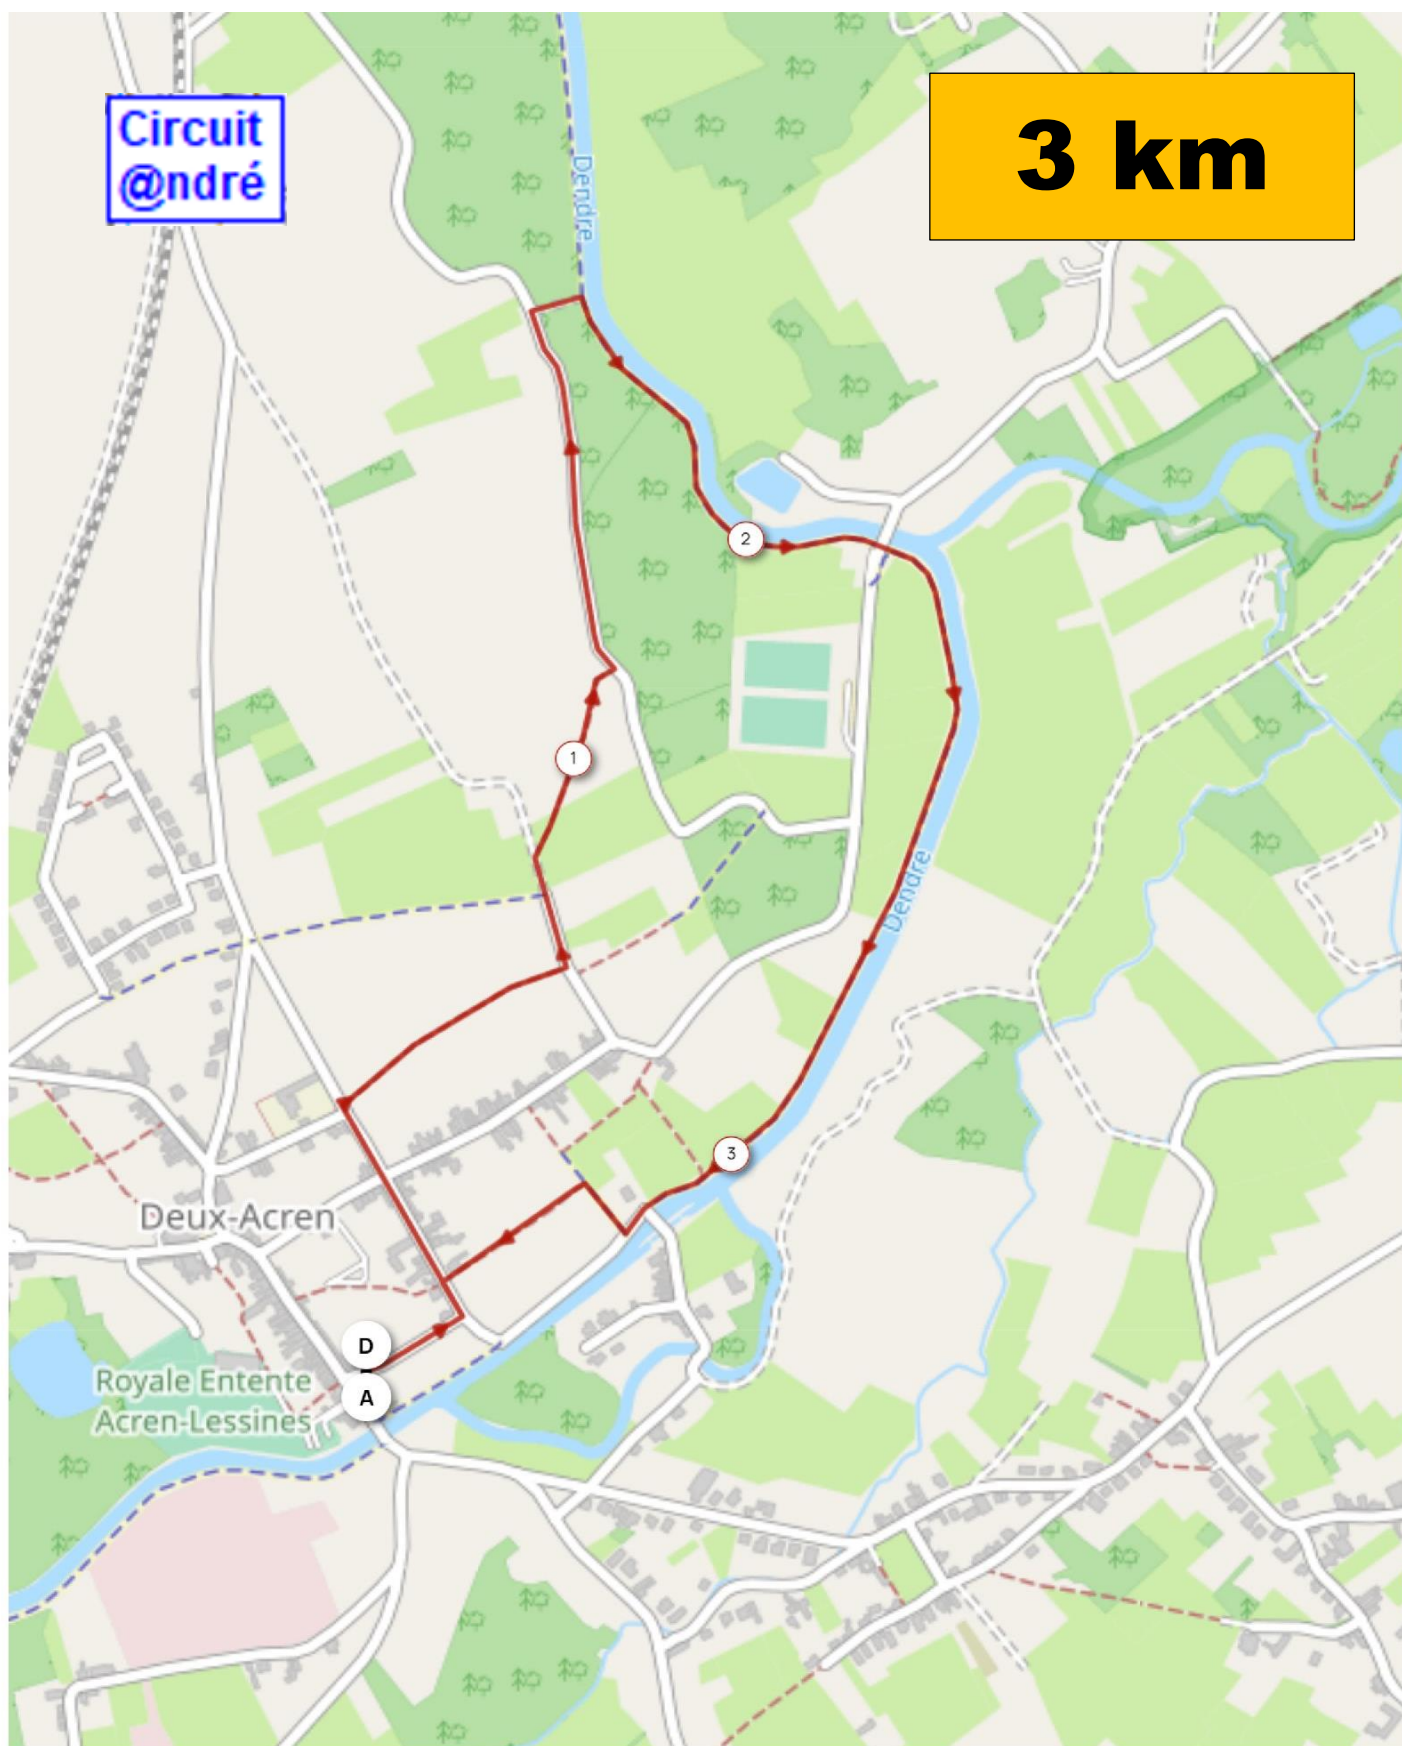 Circuit
@ndré
3 km
Dendre
2
1
Dendre
3
Deux-Acren
D
Royale Entente
Acren-Lessines
A